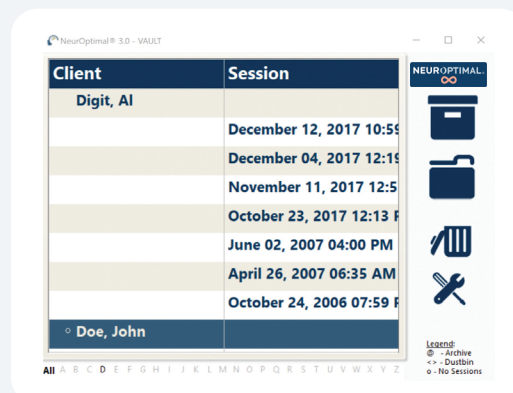 NeurOptimal® 3.0 - VAULT
Client Session
Digit, Al
December 12, 2017 10:59
December 04, 2017 12:19
November 11, 2017 12:5
October 23, 2017 12:13
June 02, 2007 04:00 PM
April 26, 2007 06:35 AM
October 24, 2006 07:59
° Doe, John
All A B C D E F G H I J K L M N O P Q R S T U V W X Y Z
NEUROPTIMAL.
Legend:
@ - Archive
<> - Dustbin
o - No Sessions